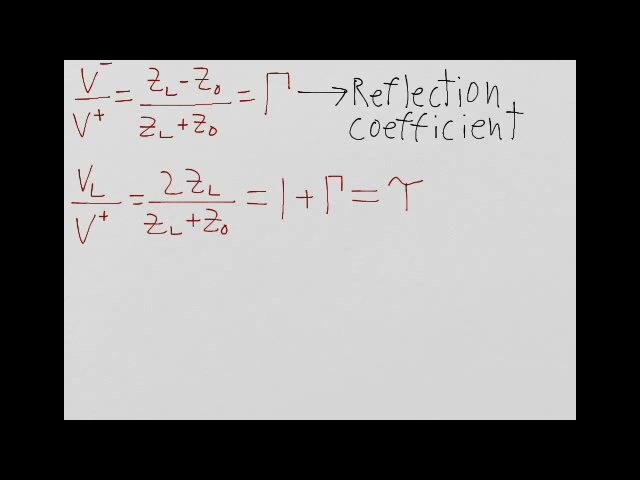 V⁻/V⁺ = (Z_L - Z_0)/(Z_L + Z_0) = Γ → Reflection coefficient
V_L/V⁺ = 2Z_L/(Z_L + Z_0) = 1 + Γ = T